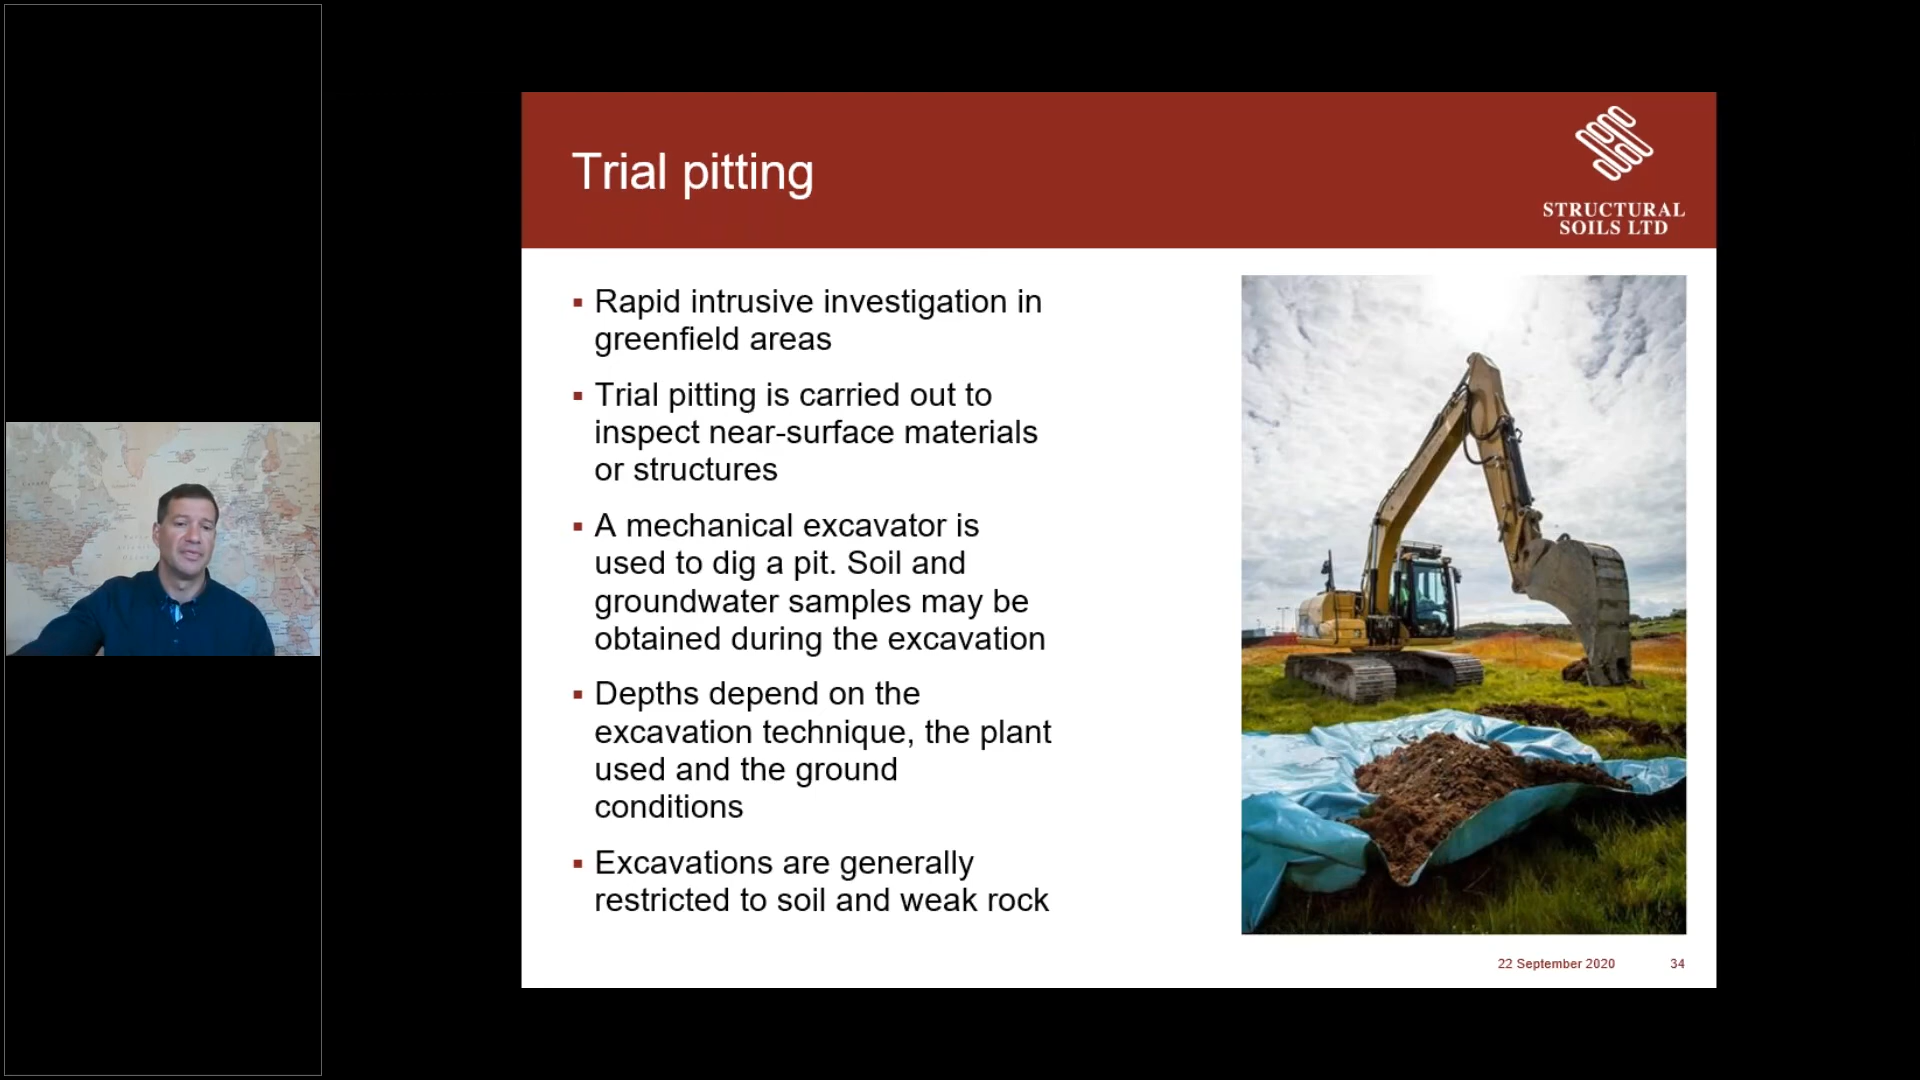 Trial pitting
STRUCTURAL
SOILS LTD
▪ Rapid intrusive investigation in
greenfield areas
▪ Trial pitting is carried out to
inspect near-surface materials
or structures
▪ A mechanical excavator is
used to dig a pit. Soil and
groundwater samples may be
obtained during the excavation
▪ Depths depend on the
excavation technique, the plant
used and the ground
conditions
▪ Excavations are generally
restricted to soil and weak rock
22 September 2020
34